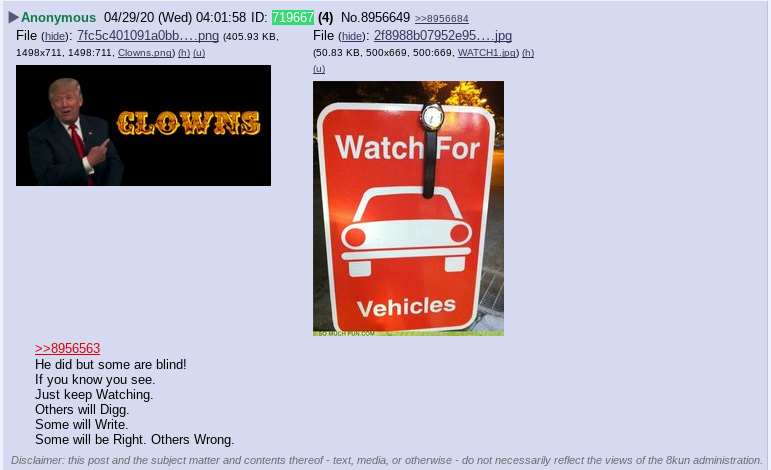 ▶Anonymous 04/29/20 (Wed) 04:01:58 ID: 719667 (4) No.8956649 >>8956684
File (hide): 7fc5c401091a0bb….png (405.93 KB, 1498x711, 1498:711, Clowns.png) (h) (u)
File (hide): 2f8988b07952e95….jpg (50.83 KB, 500x669, 500:669, WATCH1.jpg) (h) (u)
CLOWNS
Watch For
Vehicles
SO MUCH PUN.COM
>>8956563
He did but some are blind!
If you know you see.
Just keep Watching.
Others will Digg.
Some will Write.
Some will be Right. Others Wrong.
Disclaimer: this post and the subject matter and contents thereof - text, media, or otherwise - do not necessarily reflect the views of the 8kun administration.